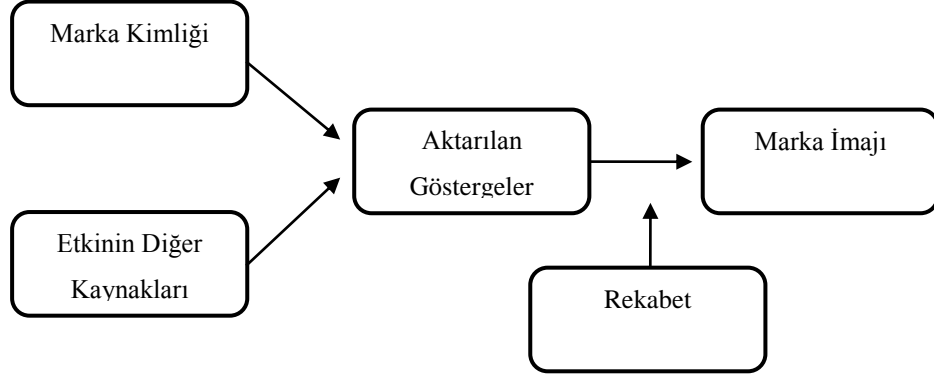 Marka Kimliği
Aktarılan
Göstergeler
Marka İmajı
Etkinin Diğer
Kaynakları
Rekabet